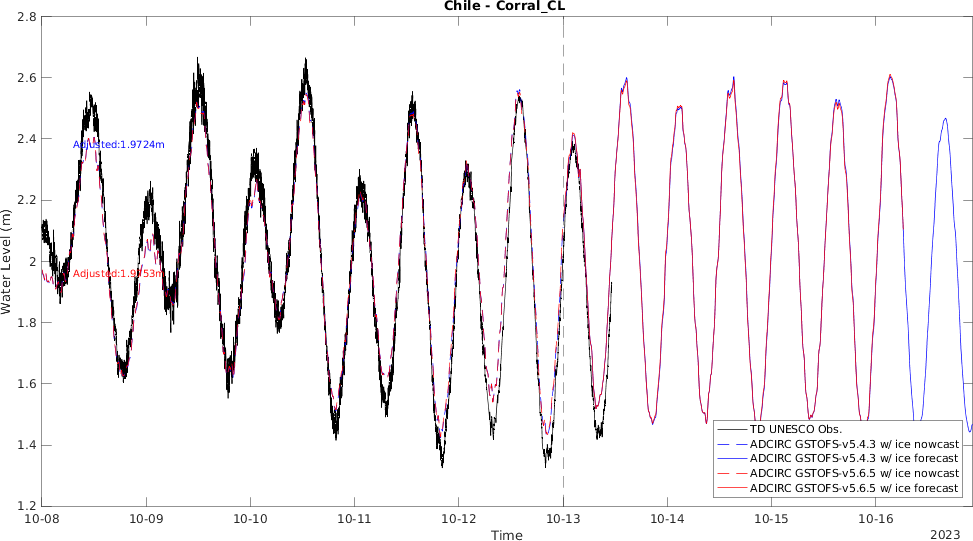 Chile - Corral_CL
2.8
2.6
2.4
2.2
2
1.8
1.6
1.4
1.2
Water Level (m)
Adjusted:1.9724m
Adjusted:1.9753m
TD UNESCO Obs.
ADCIRC GSTOFS-v5.4.3 w/ ice nowcast
ADCIRC GSTOFS-v5.4.3 w/ ice forecast
ADCIRC GSTOFS-v5.6.5 w/ ice nowcast
ADCIRC GSTOFS-v5.6.5 w/ ice forecast
10-08
10-09
10-10
10-11
10-12
10-13
10-14
10-15
10-16
Time
2023